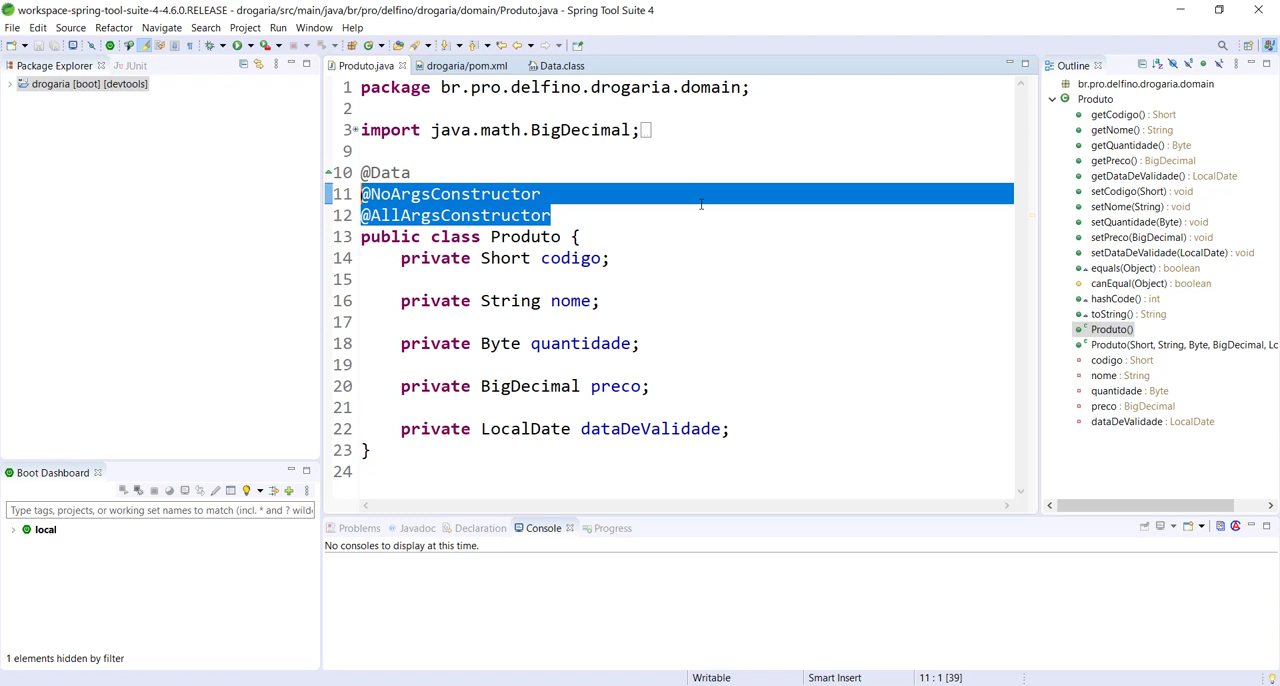 workspace-spring-tool-suite-4-4.6.0.RELEASE - drogaria/src/main/java/br/pro/delfino/drogaria/domain/Produto.java - Spring Tool Suite 4
File Edit Source Refactor Navigate Search Project Run Window Help
Package Explorer JUnit
drogaria [boot] [devtools]
Produto.java drogaria/pom.xml Data.class
1 package br.pro.delfino.drogaria.domain;
2
3 import java.math.BigDecimal;
9
10 @Data
11 @NoArgsConstructor
12 @AllArgsConstructor
13 public class Produto {
14 private Short codigo;
15
16 private String nome;
17
18 private Byte quantidade;
19
20 private BigDecimal preco;
21
22 private LocalDate dataDeValidade;
23 }
24
Outline
br.pro.delfino.drogaria.domain
Produto
getCodigo() : Short
getNome() : String
getQuantidade() : Byte
getPreco() : BigDecimal
getDataDeValidade() : LocalDate
setCodigo(Short) : void
setNome(String) : void
setQuantidade(Byte) : void
setPreco(BigDecimal) : void
setDataDeValidade(LocalDate) : void
equals(Object) : boolean
canEqual(Object) : boolean
hashCode() : int
toString() : String
Produto()
Produto(Short, String, Byte, BigDecimal, Lo
codigo : Short
nome : String
quantidade : Byte
preco : BigDecimal
dataDeValidade : LocalDate
Boot Dashboard
Type tags, projects, or working set names to match (incl. * and ? wild
local
1 elements hidden by filter
Problems Javadoc Declaration Console Progress
No consoles to display at this time.
Writable Smart Insert 11 : 1 [39]